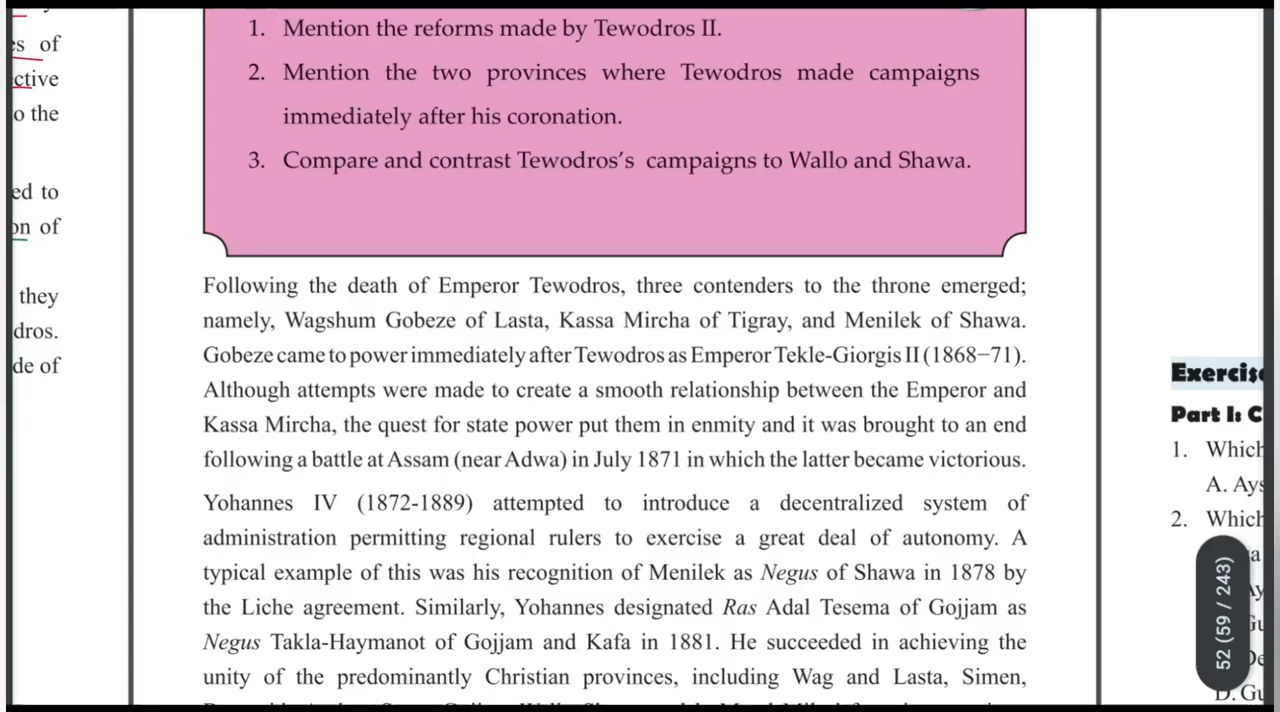 es of
ctive
o the
ed to
on of
they
dros.
de of
1. Mention the reforms made by Tewodros II.
2. Mention the two provinces where Tewodros made campaigns
immediately after his coronation.
3. Compare and contrast Tewodros's campaigns to Wallo and Shawa.
Following the death of Emperor Tewodros, three contenders to the throne emerged;
namely, Wagshum Gobeze of Lasta, Kassa Mircha of Tigray, and Menilek of Shawa.
Gobeze came to power immediately after Tewodros as Emperor Tekle-Giorgis II (1868−71).
Although attempts were made to create a smooth relationship between the Emperor and
Kassa Mircha, the quest for state power put them in enmity and it was brought to an end
following a battle at Assam (near Adwa) in July 1871 in which the latter became victorious.
Yohannes IV (1872-1889) attempted to introduce a decentralized system of
administration permitting regional rulers to exercise a great deal of autonomy. A
typical example of this was his recognition of Menilek as Negus of Shawa in 1878 by
the Liche agreement. Similarly, Yohannes designated Ras Adal Tesema of Gojjam as
Negus Takla-Haymanot of Gojjam and Kafa in 1881. He succeeded in achieving the
unity of the predominantly Christian provinces, including Wag and Lasta, Simen,
Exercise
Part I: C
1. Which
A. Ays
2. Which
D. Gu
52 (59 / 243)